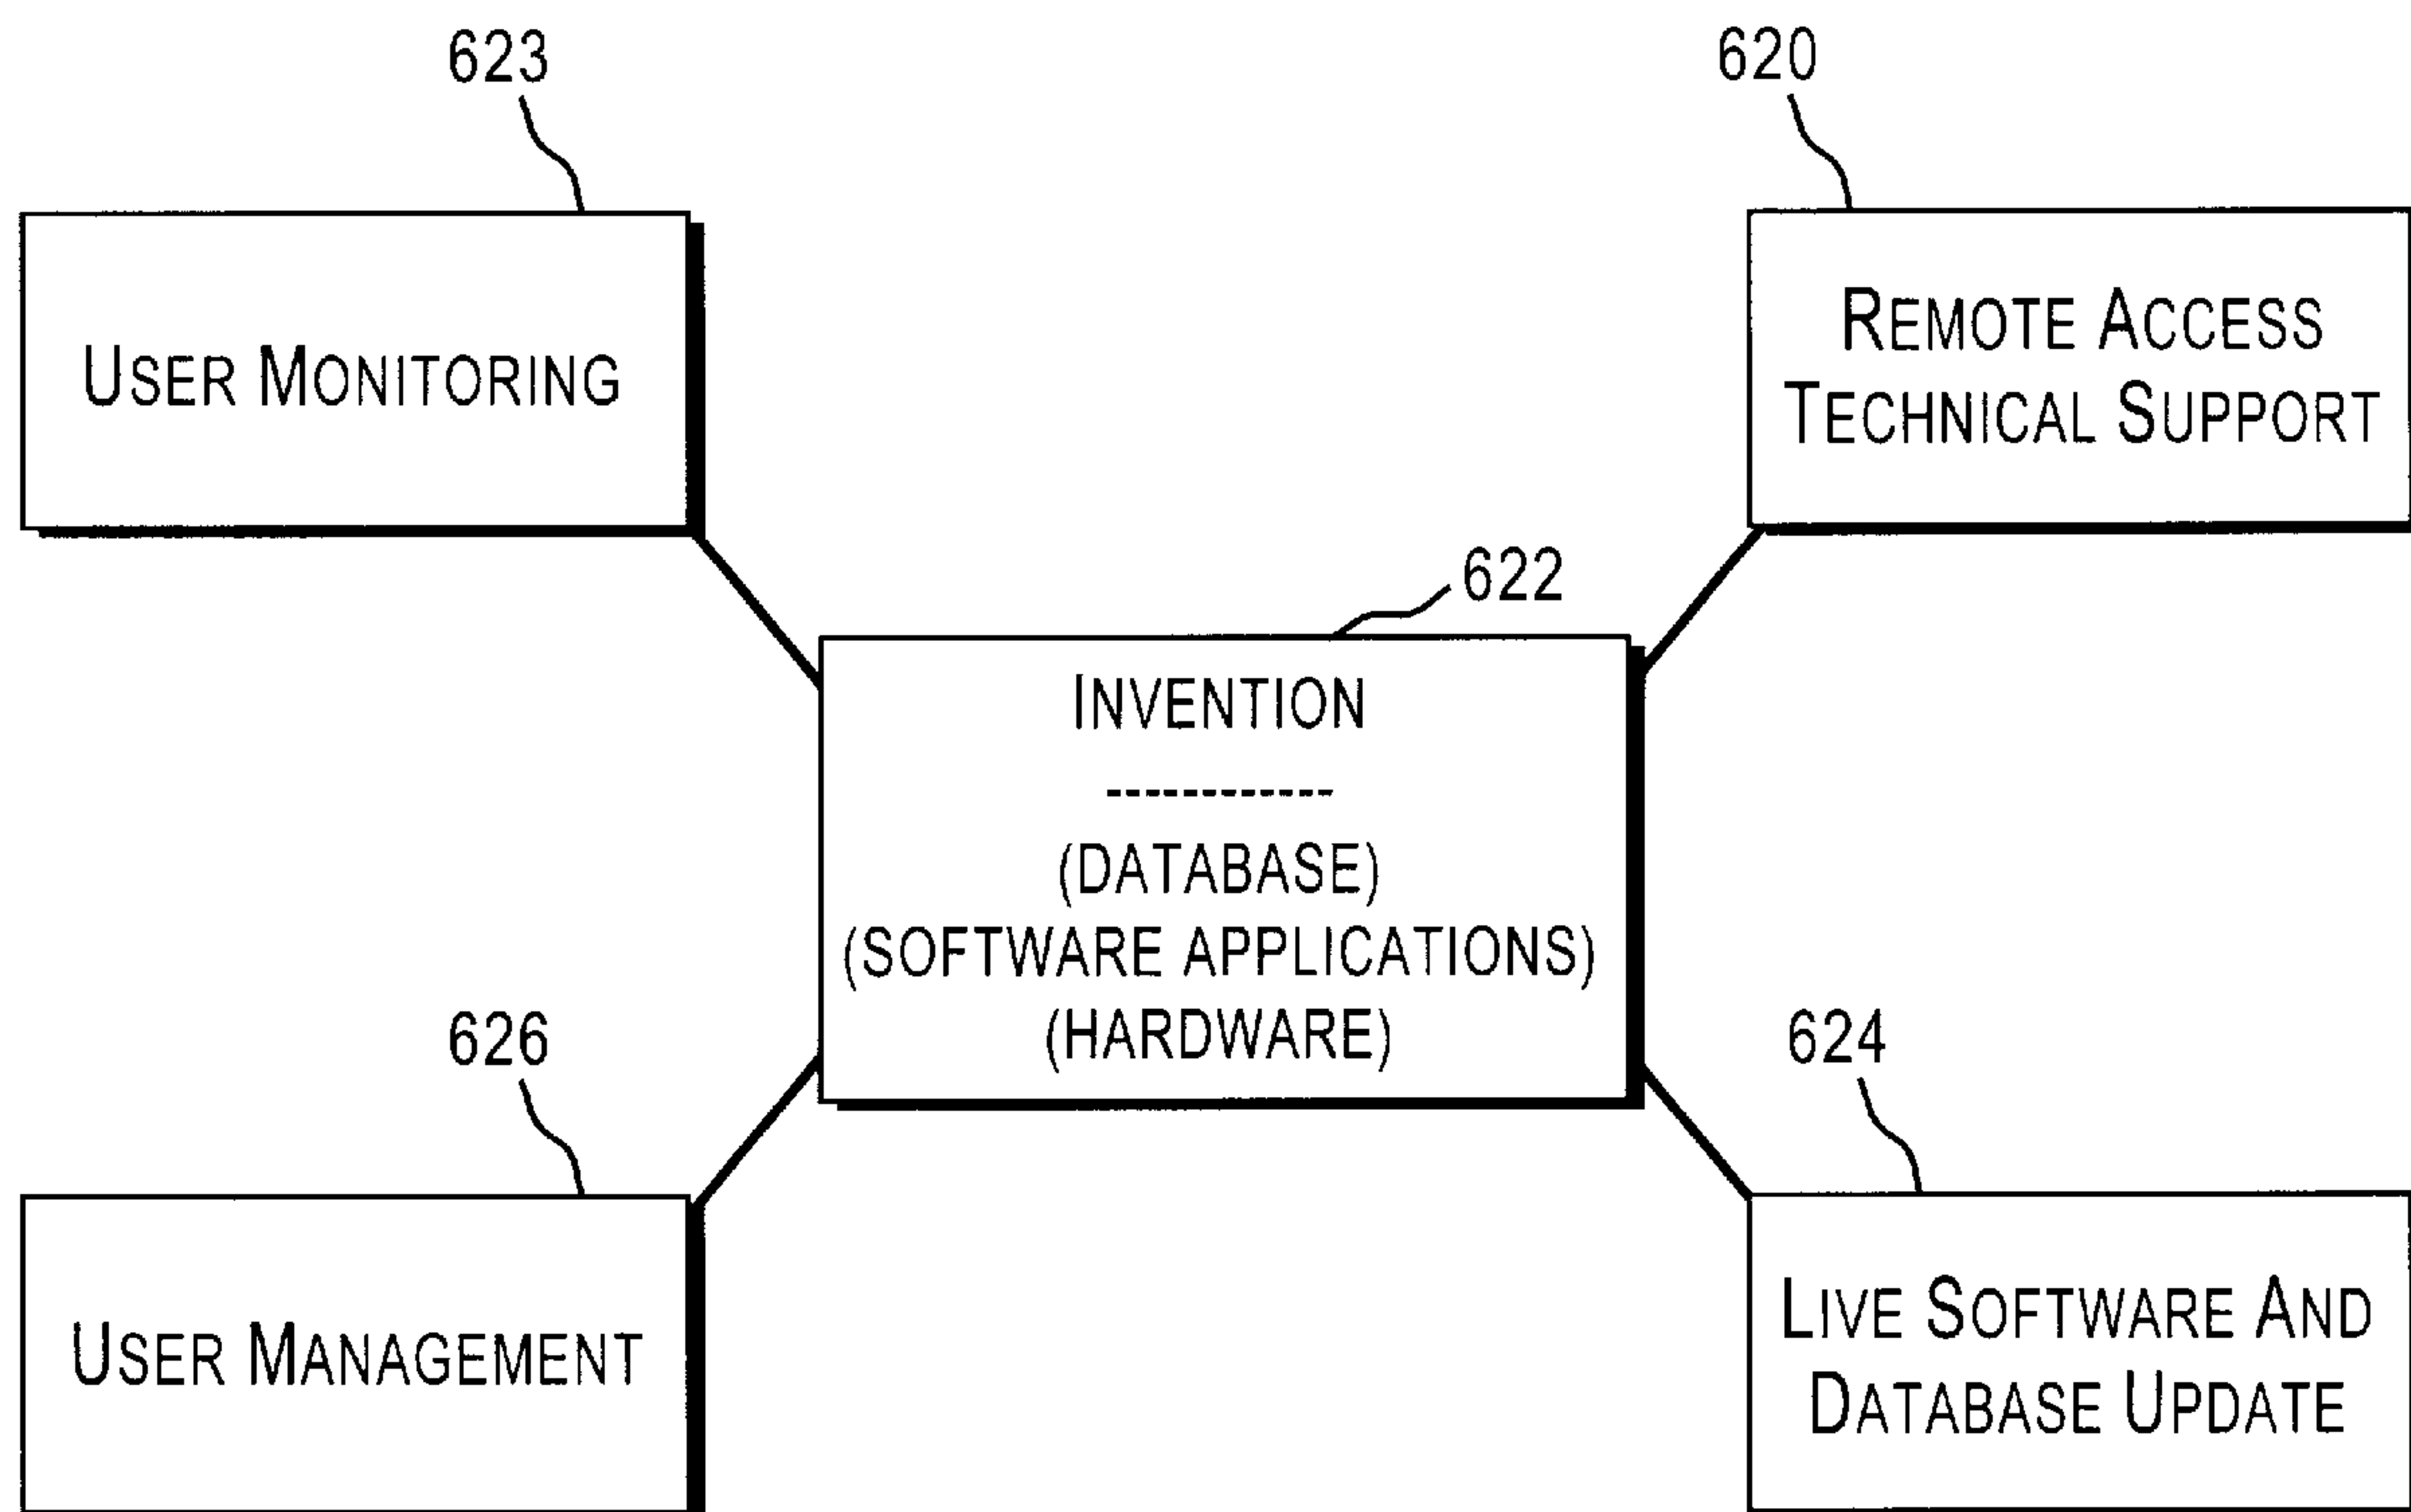 623
620
USER MONITORING
REMOTE ACCESS
TECHNICAL SUPPORT
622
INVENTION
------------
(DATABASE)
(SOFTWARE APPLICATIONS)
(HARDWARE)
626
624
USER MANAGEMENT
LIVE SOFTWARE AND
DATABASE UPDATE